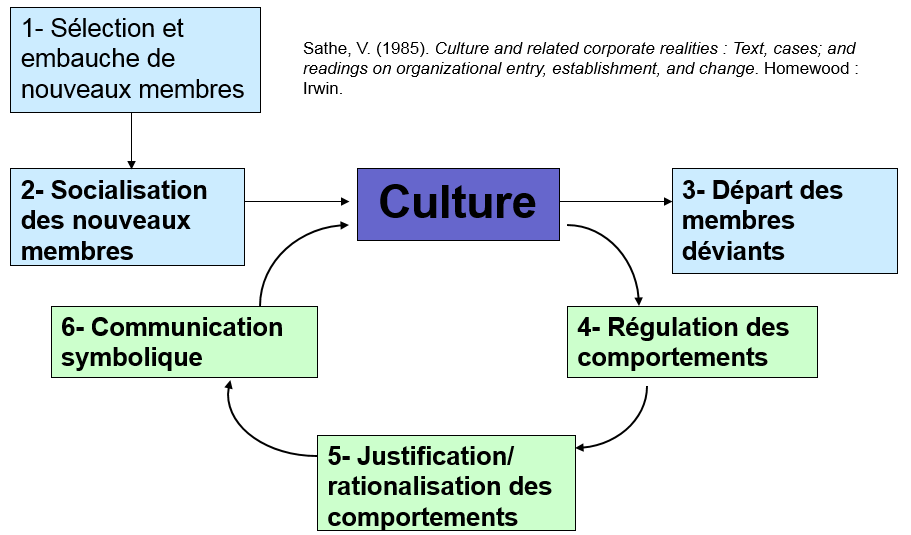 1- Sélection et
embauche de
nouveaux membres
Sathe, V. (1985). Culture and related corporate realities : Text, cases; and
readings on organizational entry, establishment, and change. Homewood :
Irwin.
2- Socialisation
des nouveaux
membres
Culture
3- Départ des
membres
déviants
6- Communication
symbolique
4- Régulation des
comportements
5- Justification/
rationalisation des
comportements